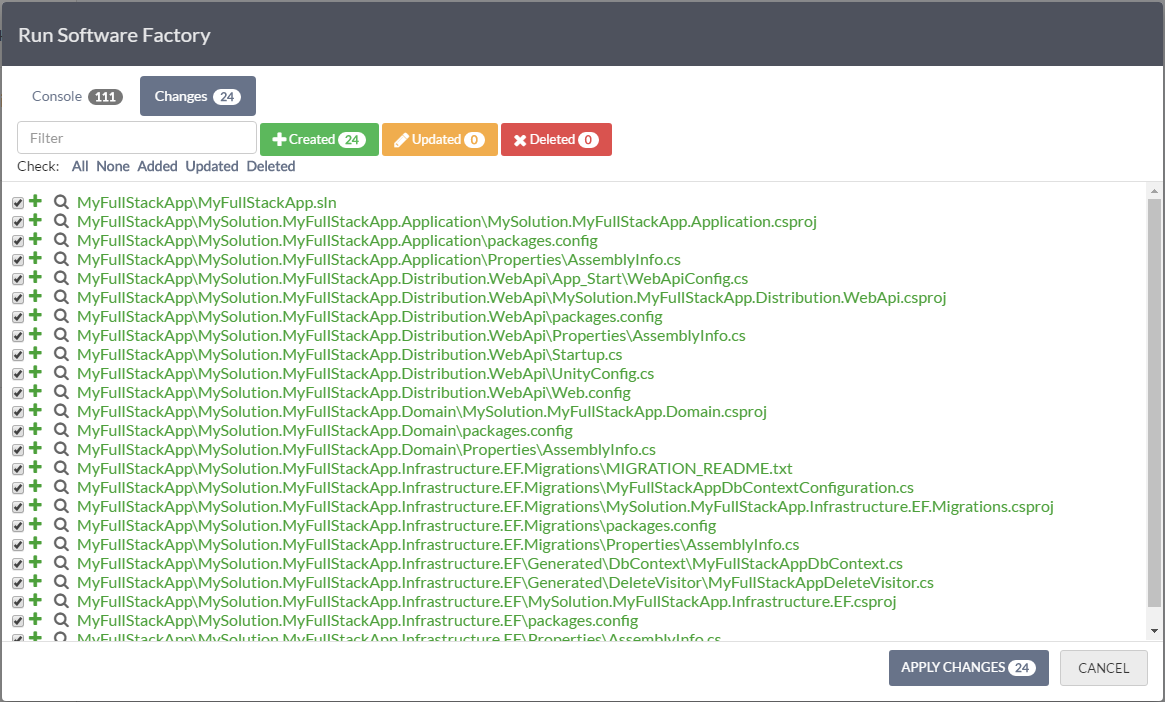 Run Software Factory
Console 111 Changes 24
Filter Created 24 Updated 0 Deleted 0
Check: All None Added Updated Deleted
MyFullStackApp\MyFullStackApp.sln
MyFullStackApp\MySolution.MyFullStackApp.Application\MySolution.MyFullStackApp.Application.csproj
MyFullStackApp\MySolution.MyFullStackApp.Application\packages.config
MyFullStackApp\MySolution.MyFullStackApp.Application\Properties\AssemblyInfo.cs
MyFullStackApp\MySolution.MyFullStackApp.Distribution.WebApi\App_Start\WebApiConfig.cs
MyFullStackApp\MySolution.MyFullStackApp.Distribution.WebApi\MySolution.MyFullStackApp.Distribution.WebApi.csproj
MyFullStackApp\MySolution.MyFullStackApp.Distribution.WebApi\packages.config
MyFullStackApp\MySolution.MyFullStackApp.Distribution.WebApi\Properties\AssemblyInfo.cs
MyFullStackApp\MySolution.MyFullStackApp.Distribution.WebApi\Startup.cs
MyFullStackApp\MySolution.MyFullStackApp.Distribution.WebApi\UnityConfig.cs
MyFullStackApp\MySolution.MyFullStackApp.Distribution.WebApi\Web.config
MyFullStackApp\MySolution.MyFullStackApp.Domain\MySolution.MyFullStackApp.Domain.csproj
MyFullStackApp\MySolution.MyFullStackApp.Domain\packages.config
MyFullStackApp\MySolution.MyFullStackApp.Domain\Properties\AssemblyInfo.cs
MyFullStackApp\MySolution.MyFullStackApp.Infrastructure.EF.Migrations\MIGRATION_README.txt
MyFullStackApp\MySolution.MyFullStackApp.Infrastructure.EF.Migrations\MyFullStackAppDbContextConfiguration.cs
MyFullStackApp\MySolution.MyFullStackApp.Infrastructure.EF.Migrations\MySolution.MyFullStackApp.Infrastructure.EF.Migrations.csproj
MyFullStackApp\MySolution.MyFullStackApp.Infrastructure.EF.Migrations\packages.config
MyFullStackApp\MySolution.MyFullStackApp.Infrastructure.EF.Migrations\Properties\AssemblyInfo.cs
MyFullStackApp\MySolution.MyFullStackApp.Infrastructure.EF\Generated\DbContext\MyFullStackAppDbContext.cs
MyFullStackApp\MySolution.MyFullStackApp.Infrastructure.EF\Generated\DeleteVisitor\MyFullStackAppDeleteVisitor.cs
MyFullStackApp\MySolution.MyFullStackApp.Infrastructure.EF\MySolution.MyFullStackApp.Infrastructure.EF.csproj
MyFullStackApp\MySolution.MyFullStackApp.Infrastructure.EF\packages.config
MyFullStackApp\MySolution.MyFullStackApp.Infrastructure.EF\Properties\AssemblyInfo.cs
APPLY CHANGES 24 CANCEL